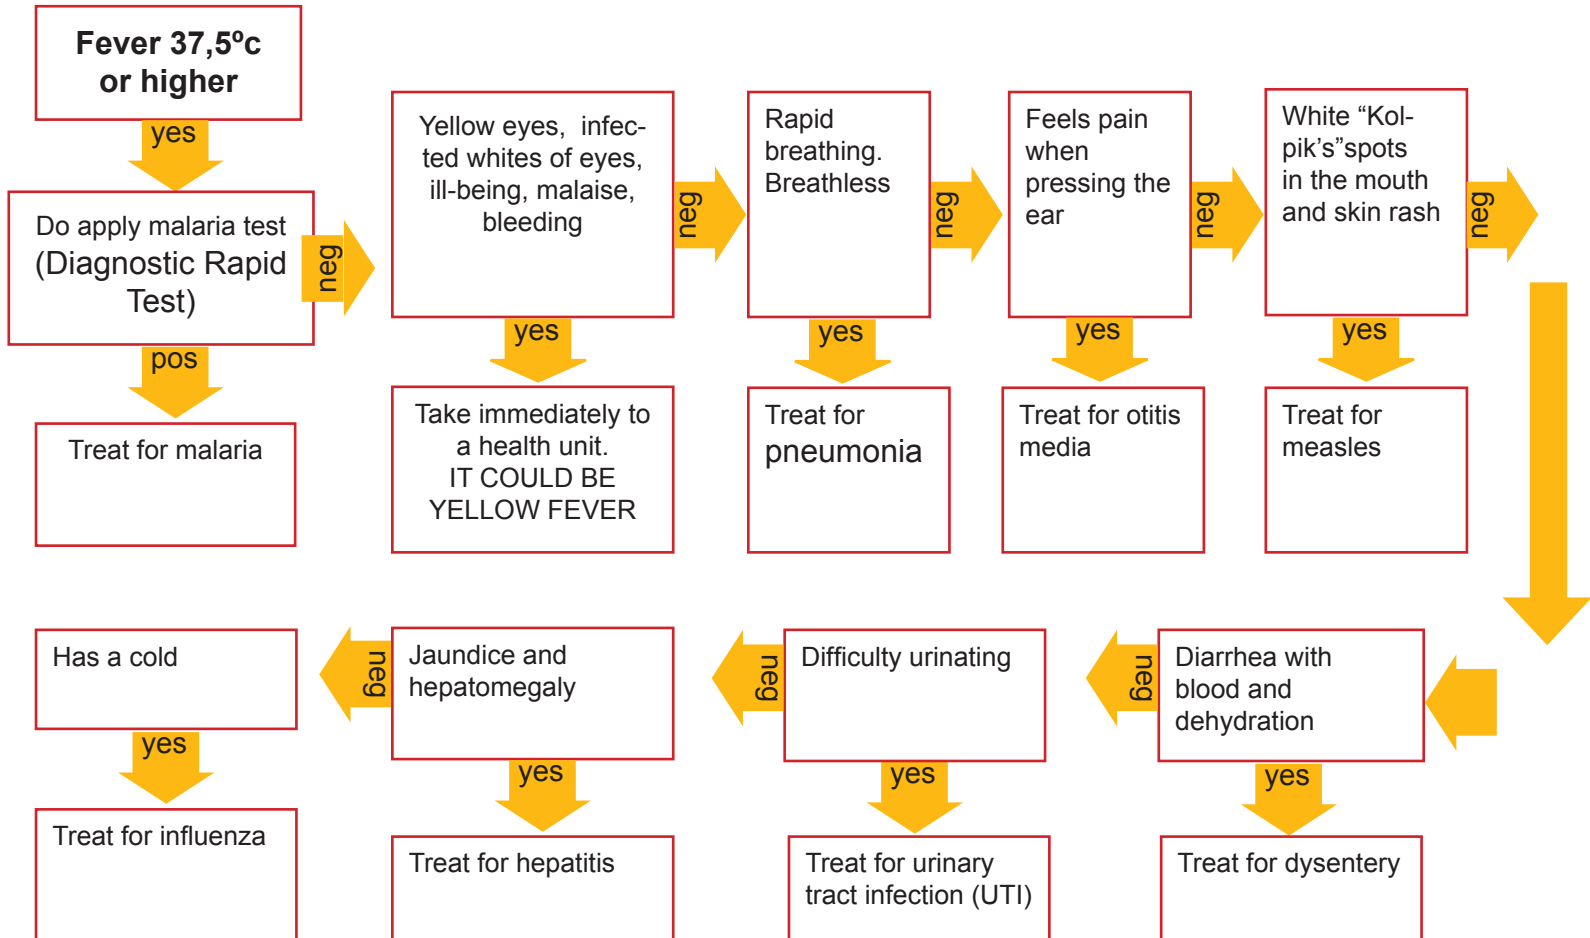 Fever 37,5ºc
or higher
yes
Do apply malaria test
(Diagnostic Rapid
Test)
neg
pos
Treat for malaria
Yellow eyes, infec-
ted whites of eyes,
ill-being, malaise,
bleeding
neg
yes
Take immediately to
a health unit.
IT COULD BE
YELLOW FEVER
Rapid
breathing.
Breathless
neg
yes
Treat for
pneumonia
Feels pain
when
pressing the
ear
neg
yes
Treat for otitis
media
White “Kol-
pik's”spots
in the mouth
and skin rash
neg
yes
Treat for
measles
Diarrhea with
blood and
dehydration
neg
yes
Treat for dysentery
Difficulty urinating
neg
yes
Treat for urinary
tract infection (UTI)
Jaundice and
hepatomegaly
neg
yes
Treat for hepatitis
Has a cold
yes
Treat for influenza